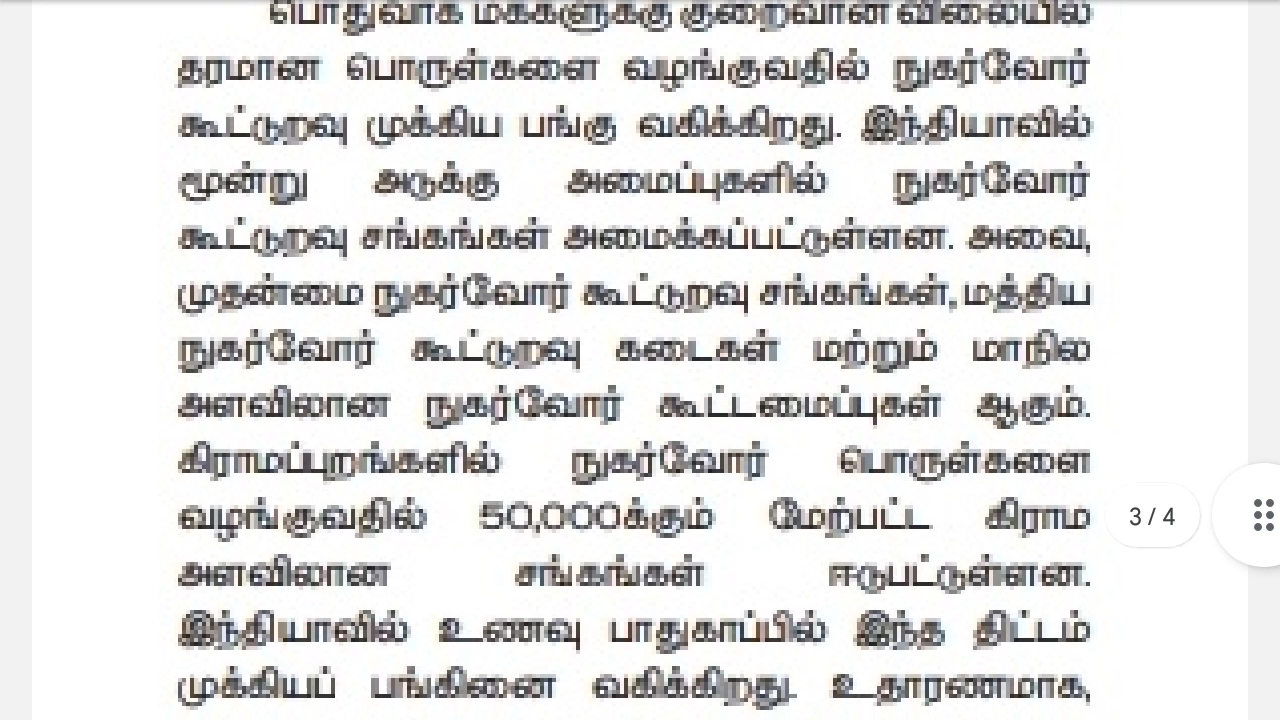 பொதுவாக மக்களுக்கு குறைவான விலையில்
தரமான பொருள்களை வழங்குவதில் நுகர்வோர்
கூட்டுறவு முக்கிய பங்கு வகிக்கிறது. இந்தியாவில்
மூன்று அடுக்கு அமைப்புகளில் நுகர்வோர்
கூட்டுறவு சங்கங்கள் அமைக்கப்பட்டுள்ளன. அவை,
முதன்மை நுகர்வோர் கூட்டுறவு சங்கங்கள், மத்திய
நுகர்வோர் கூட்டுறவு கடைகள் மற்றும் மாநில
அளவிலான நுகர்வோர் கூட்டமைப்புகள் ஆகும்.
கிராமப்புறங்களில் நுகர்வோர் பொருள்களை
வழங்குவதில் 50,000க்கும் மேற்பட்ட கிராம
3 / 4
அளவிலான சங்கங்கள் ஈடுபட்டுள்ளன.
இந்தியாவில் உணவு பாதுகாப்பில் இந்த திட்டம்
முக்கியப் பங்கினை வகிக்கிறது. உதாரணமாக,